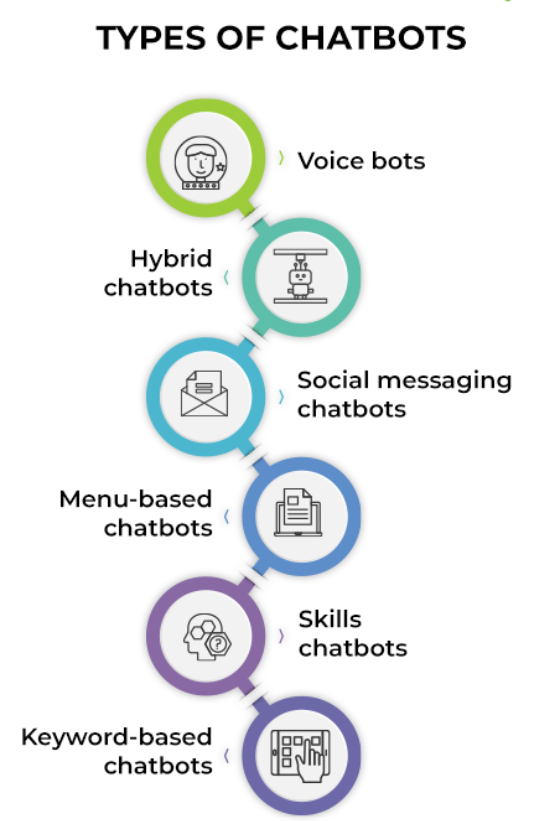 TYPES OF CHATBOTS
Voice bots
Hybrid
chatbots
Social messaging
chatbots
Menu-based
chatbots
Skills
chatbots
?
Keyword-based
chatbots